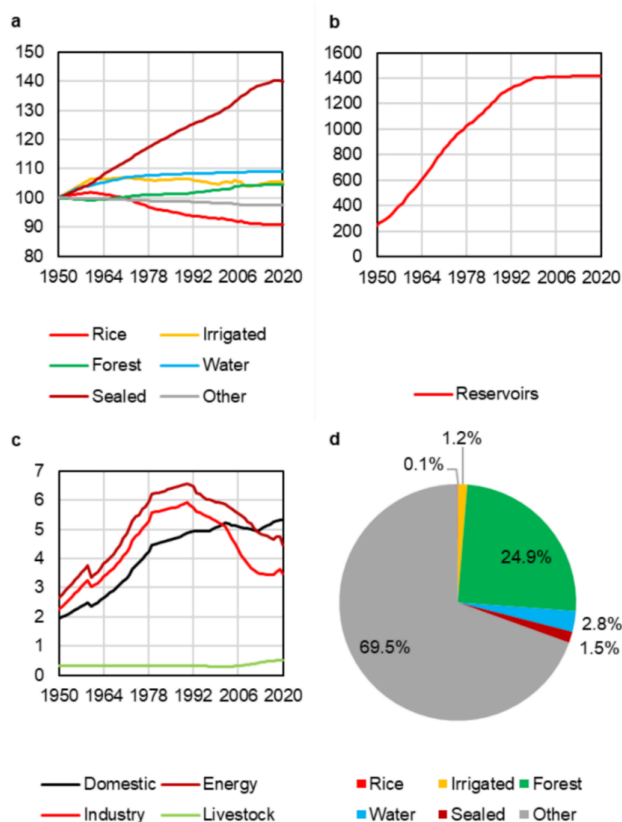 a
150
140
130
120
110
100
90
80
1950 1964 1978 1992 2006 2020
Rice Irrigated
Forest Water
Sealed Other
b
1600
1400
1200
1000
800
600
400
200
0
1950 1964 1978 1992 2006 2020
Reservoirs
c
7
6
5
4
3
2
1
0
1950 1964 1978 1992 2006 2020
Domestic Energy
Industry Livestock
d
1.2%
0.1%
24.9%
2.8%
1.5%
69.5%
Rice Irrigated Forest
Water Sealed Other